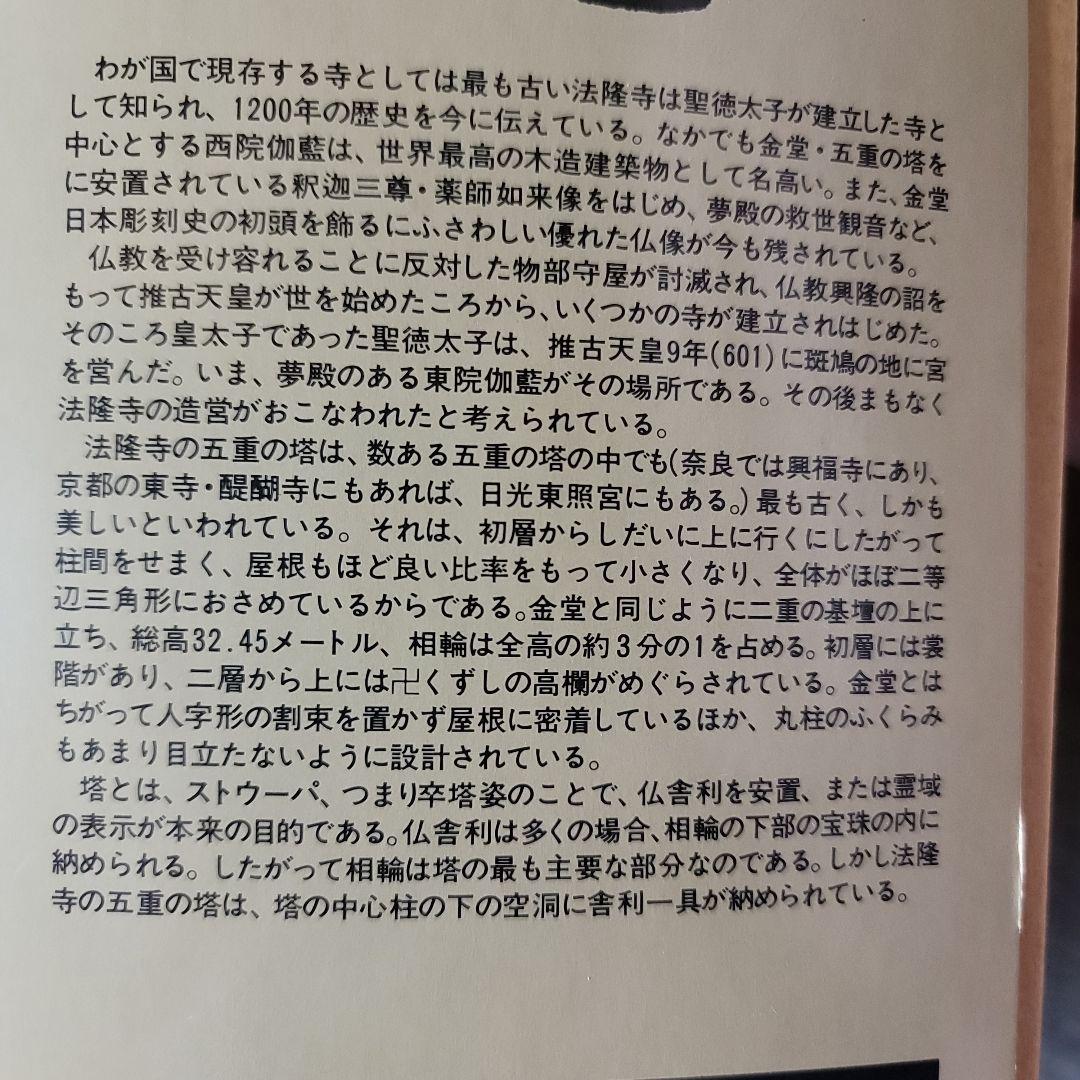 わが国で現存する寺としては最も古い法隆寺は聖徳太子が建立した寺と
して知られ、1200年の歴史を今に伝えている。なかでも金堂・五重の塔を
中心とする西院伽藍は、世界最高の木造建築物として名高い。また、金堂
に安置されている釈迦三尊・薬師如来像をはじめ、夢殿の救世観音など、
日本彫刻史の初頭を飾るにふさわしい優れた仏像が今も残されている。
仏教を受け容れることに反対した物部守屋が討滅され、仏教興隆の詔を
もって推古天皇が世を始めたころから、いくつかの寺が建立されはじめた。
そのころ皇太子であった聖徳太子は、推古天皇9年(601)に斑鳩の地に宮
を営んだ。いま、夢殿のある東院伽藍がその場所である。その後まもなく
法隆寺の造営がおこなわれたと考えられている。
法隆寺の五重の塔は、数ある五重の塔の中でも(奈良では興福寺にあり、
京都の東寺・醍醐寺にもあれば、日光東照宮にもある。)最も古く、しかも
美しいといわれている。それは、初層からしだいに上に行くにしたがって
柱間をせまく、屋根もほど良い比率をもって小さくなり、全体がほぼ二等
辺三角形におさめているからである。金堂と同じように二重の基壇の上に
立ち、総高32.45メートル、相輪は全高の約3分の1を占める。初層には裳
階があり、二層から上には卍くずしの高欄がめぐらされている。金堂とは
ちがって人字形の割束を置かず屋根に密着しているほか、丸柱のふくらみ
もあまり目立たないように設計されている。
塔とは、ストウーパ、つまり卒塔姿のことで、仏舎利を安置、または霊域
の表示が本来の目的である。仏舎利は多くの場合、相輪の下部の宝珠の内に
納められる。したがって相輪は塔の最も主要な部分なのである。しかし法隆
寺の五重の塔は、塔の中心柱の下の空洞に舎利一具が納められている。